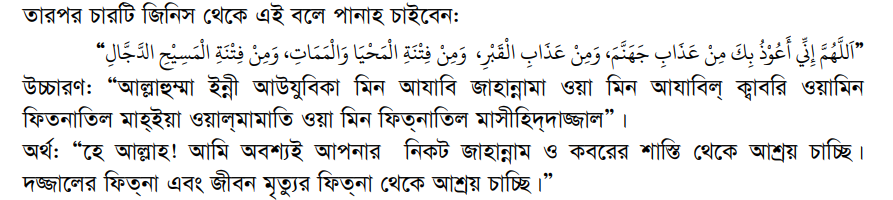 তারপর চারটি জিনিস থেকে এই বলে পানাহ চাইবেন:
”اَللَّهُمَّ إِنِّي أَعُوْذُ بِكَ مِنْ عَذَابِ جَهَنَّمَ، وَمِنْ عَذَابِ الْقَبْرِ، وَمِنْ فِتْنَةِ الْمَحْيَا وَالْمَمَاتِ، وَمِنْ فِتْنَةِ الْمَسِيْحِ الدَّجَّالِ“
উচ্চারণ: “আল্লাহুম্মা ইন্নী আউযুবিকা মিন আযাবি জাহান্নামা ওয়া মিন আযাবিল্ ক্বাবরি ওয়ামিন
ফিতনাতিল মাহ্ইয়া ওয়াল্মামাতি ওয়া মিন ফিত্নাতিল মাসীহিদ্দাজ্জাল”।
অর্থ: “হে আল্লাহ! আমি অবশ্যই আপনার নিকট জাহান্নাম ও কবরের শাস্তি থেকে আশ্রয় চাচ্ছি।
দজ্জালের ফিত্না এবং জীবন মৃত্যুর ফিত্না থেকে আশ্রয় চাচ্ছি।”